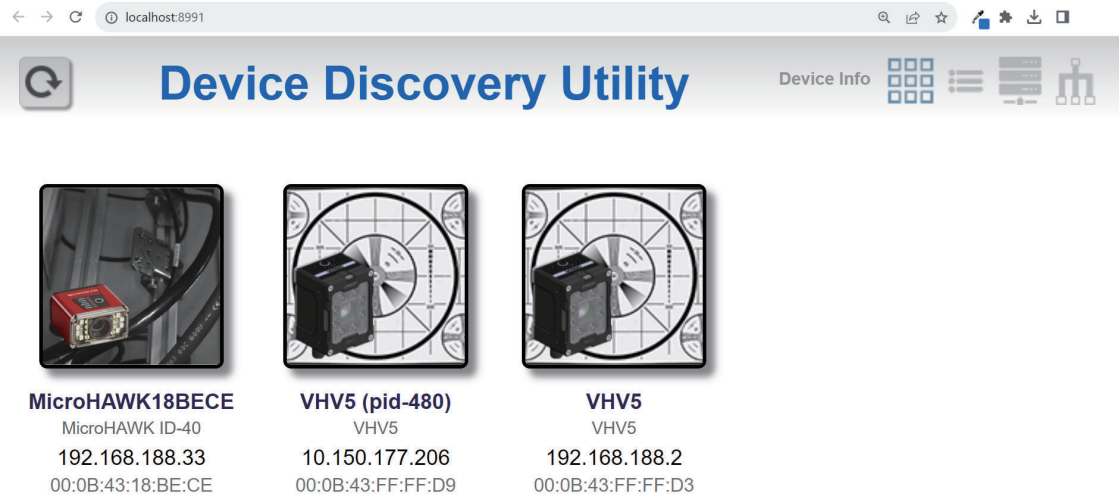 localhost:8991
Device Discovery Utility
Device Info
MicroHAWK18BECE
MicroHAWK ID-40
192.168.188.33
00:0B:43:18:BE:CE
VHV5 (pid-480)
VHV5
10.150.177.206
00:0B:43:FF:FF:D9
VHV5
VHV5
192.168.188.2
00:0B:43:FF:FF:D3